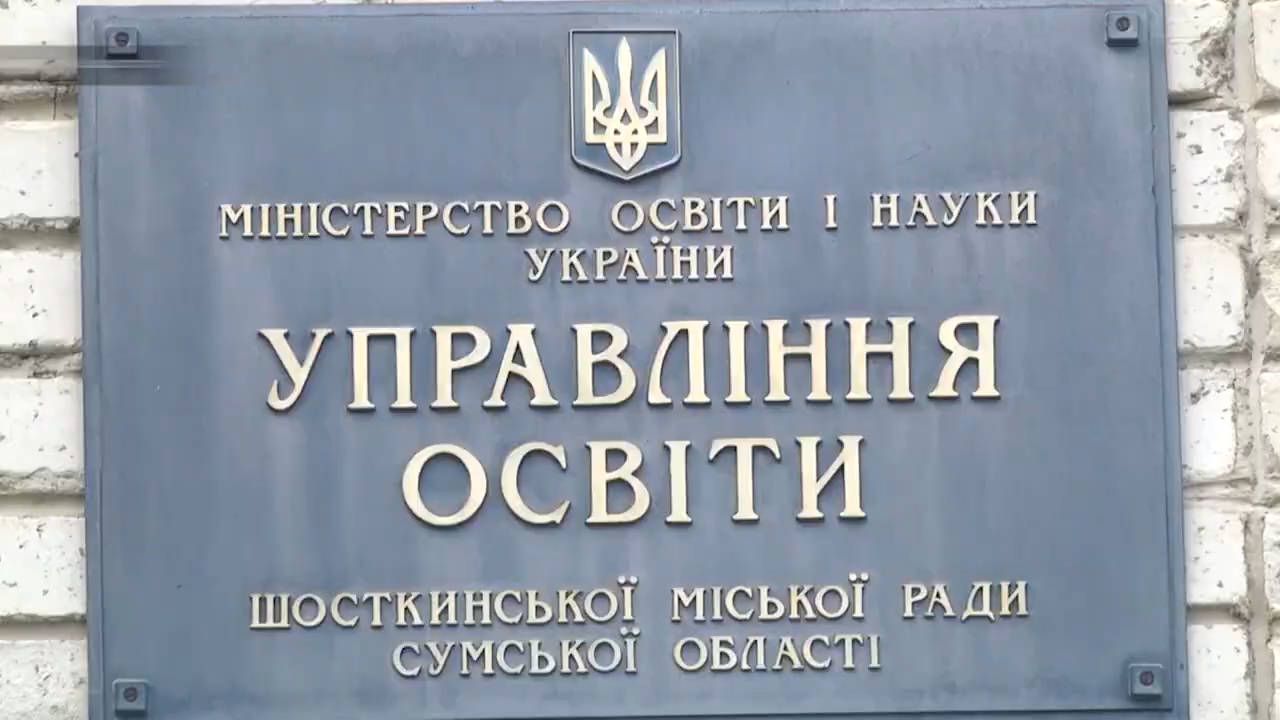 МІНІСТЕРСТВО ОСВІТИ І НАУКИ
УКРАЇНИ
УПРАВЛІННЯ
ОСВІТИ
ШОСТКИНСЬКОЇ МІСЬКОЇ РАДИ
СУМСЬКОЇ ОБЛАСТІ